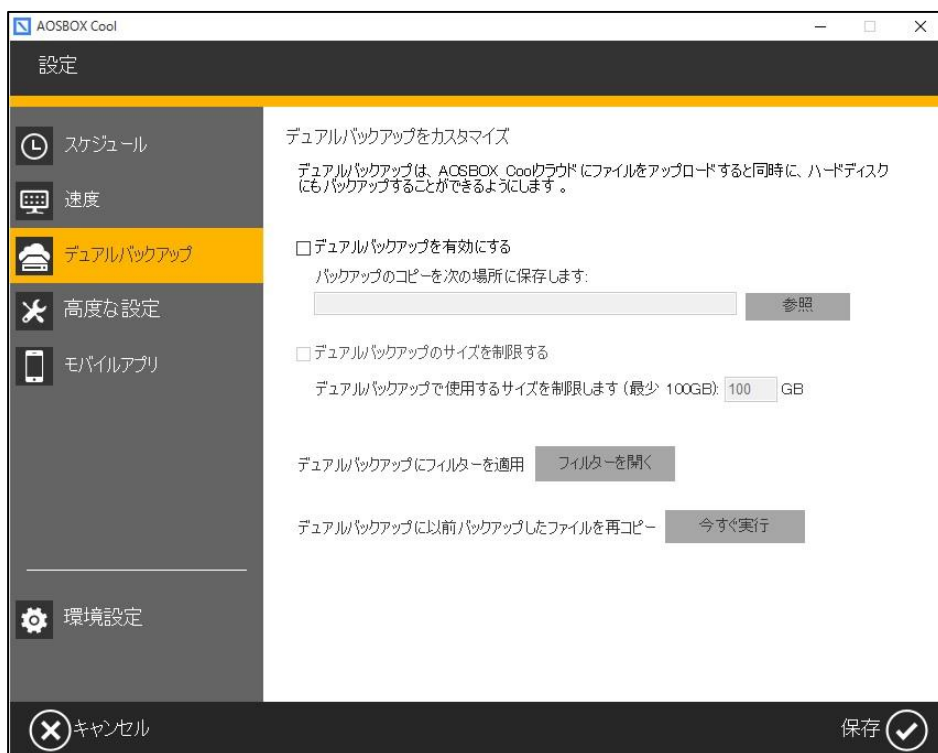 AOSBOX Cool
設定
スケジュール
速度
デュアルバックアップ
高度な設定
モバイルアプリ
環境設定
デュアルバックアップをカスタマイズ
デュアルバックアップは、AOSBOX Coolクラウドにファイルをアップロードすると同時に、ハードディスク
にもバックアップすることができるようにします。
デュアルバックアップを有効にする
バックアップのコピーを次の場所に保存します:
参照
デュアルバックアップのサイズを制限する
デュアルバックアップで使用するサイズを制限します (最少 100GB): 100 GB
デュアルバックアップにフィルターを適用 フィルターを開く
デュアルバックアップに以前バックアップしたファイルを再コピー 今すぐ実行
キャンセル
保存